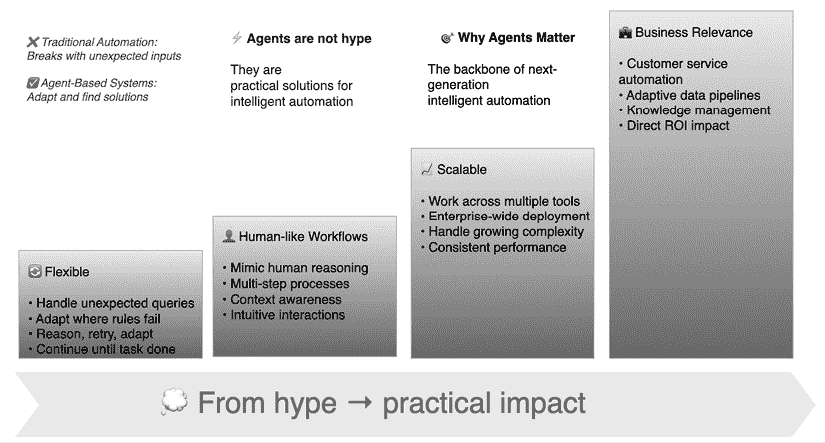 ❌ Traditional Automation:
Breaks with unexpected inputs
☑ Agent-Based Systems:
Adapt and find solutions
⚡ Agents are not hype
They are
practical solutions for
intelligent automation
🎯 Why Agents Matter
The backbone of next-
generation
intelligent automation
💼 Business Relevance
• Customer service
automation
• Adaptive data pipelines
• Knowledge management
• Direct ROI impact
📈 Scalable
• Work across multiple tools
• Enterprise-wide deployment
• Handle growing complexity
• Consistent performance
👤 Human-like Workflows
• Mimic human reasoning
• Multi-step processes
• Context awareness
• Intuitive interactions
🔄 Flexible
• Handle unexpected queries
• Adapt where rules fail
• Reason, retry, adapt
• Continue until task done
💭 From hype → practical impact